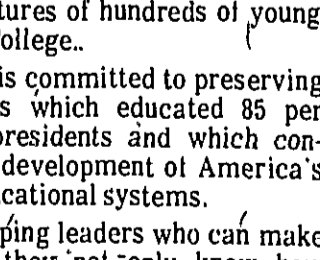 tures of hundreds of young
ollege..
is committed to preserving
s which educated 85 per
presidents and which con-
development of America's
cational systems.
ping leaders who can make
they not only know how